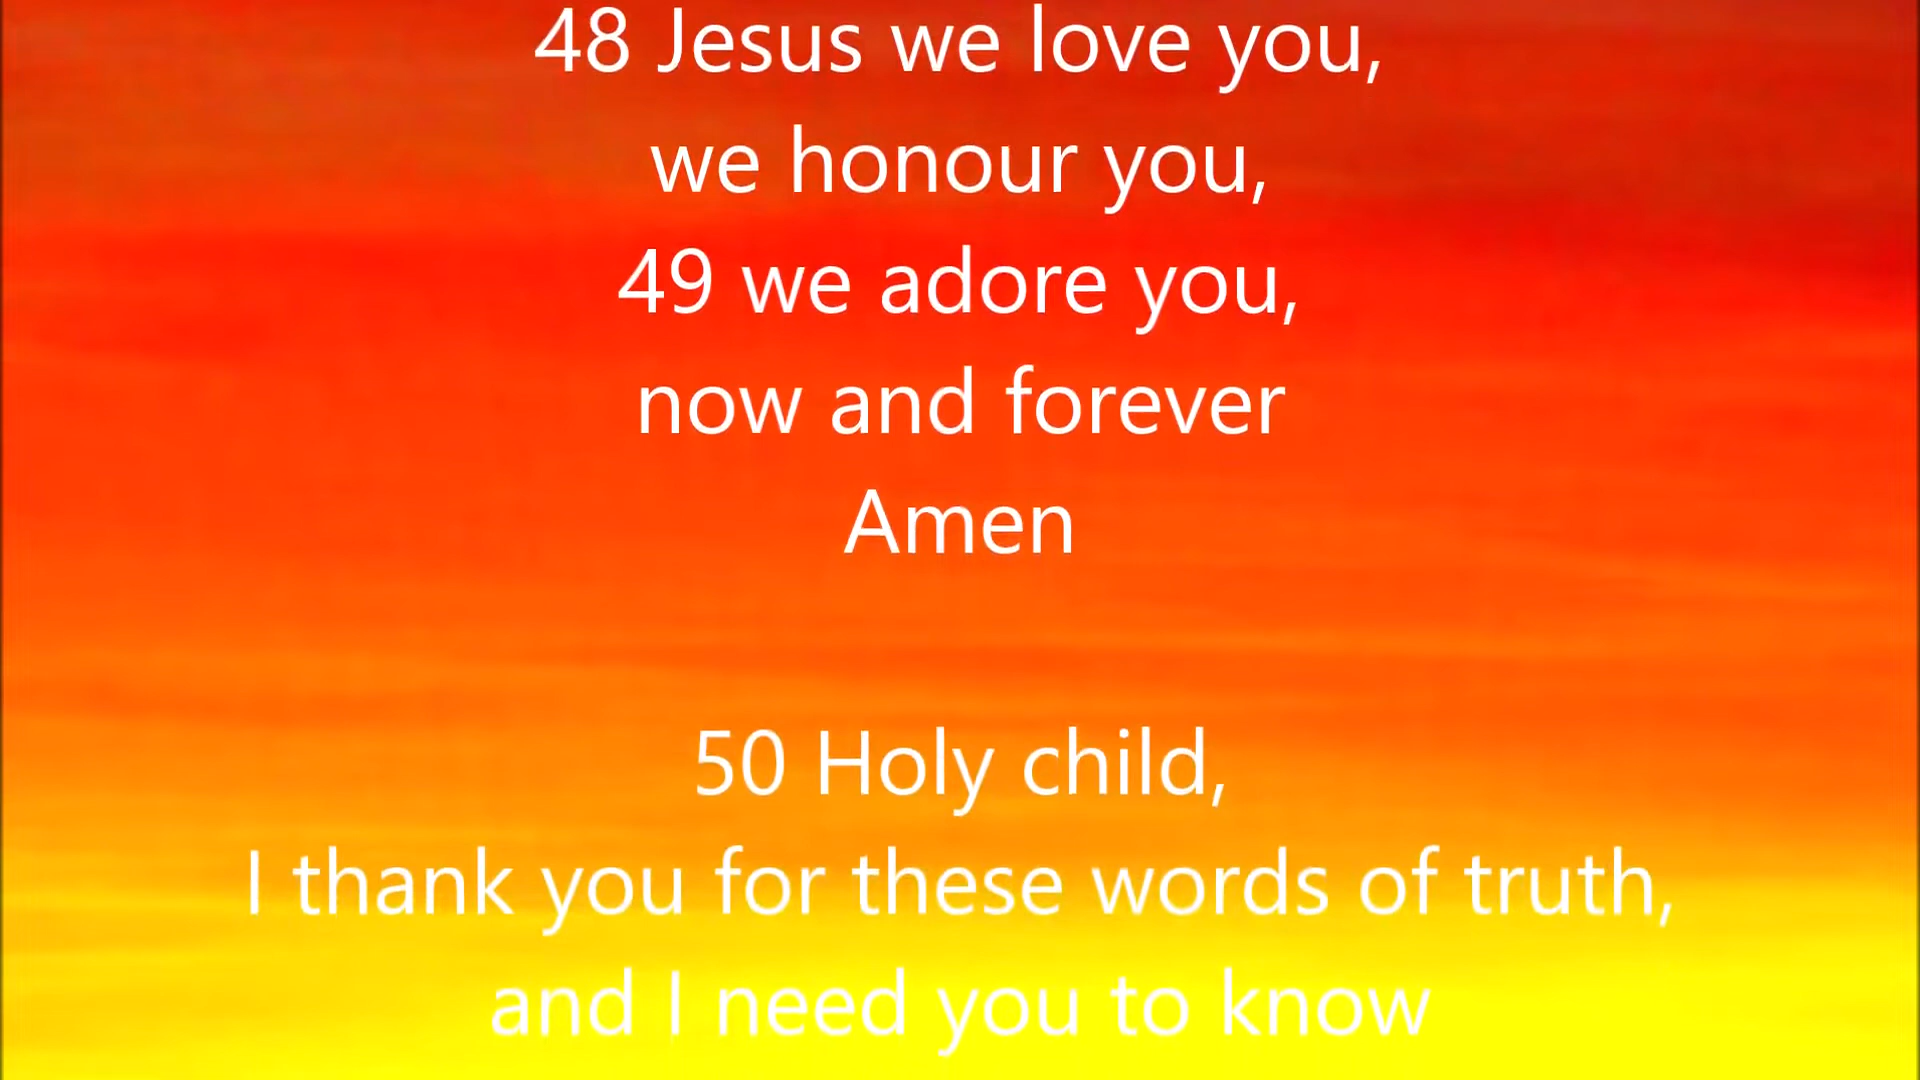 48 Jesus we love you,
we honour you,
49 we adore you,
now and forever
Amen
50 Holy child,
I thank you for these words of truth,
and I need you to know